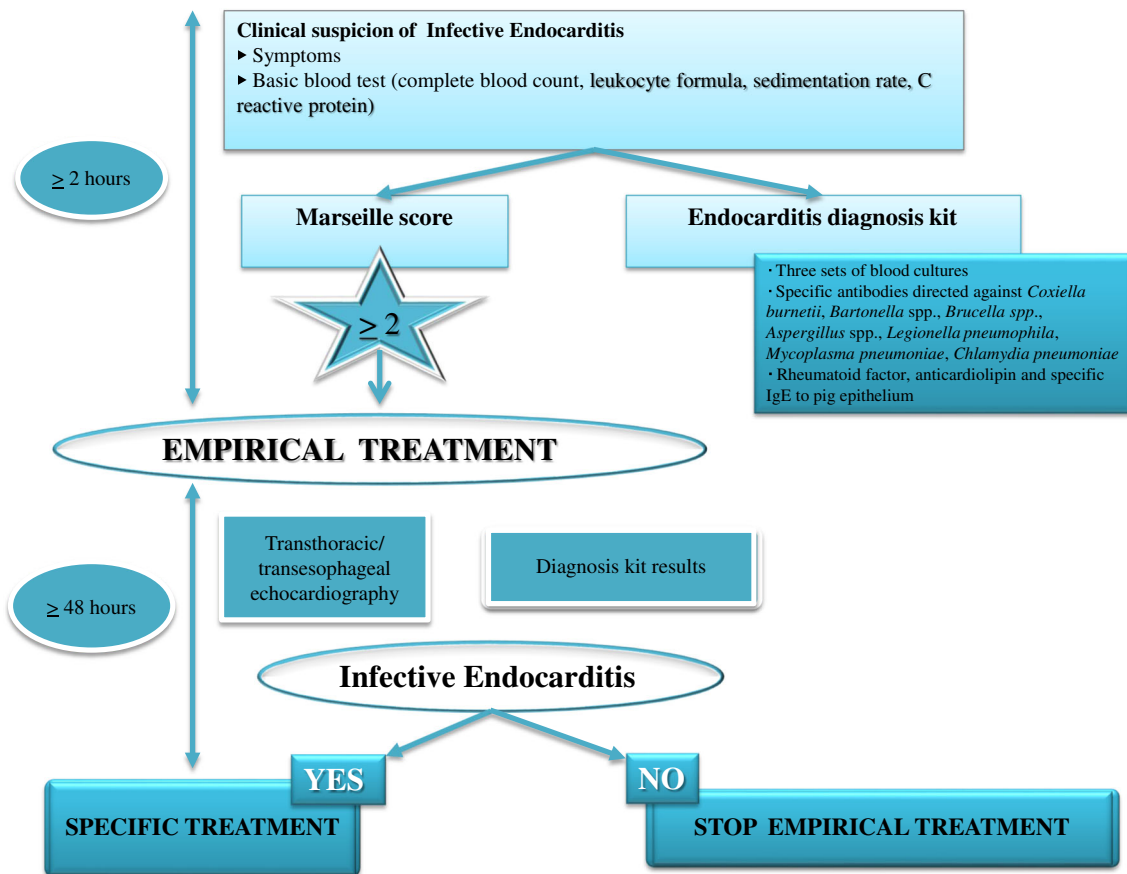 Clinical suspicion of Infective Endocarditis
▸ Symptoms
▸ Basic blood test (complete blood count, leukocyte formula, sedimentation rate, C
reactive protein)
≥ 2 hours
Marseille score
Endocarditis diagnosis kit
≥ 2
· Three sets of blood cultures
· Specific antibodies directed against Coxiella
burnetii, Bartonella spp., Brucella spp.,
Aspergillus spp., Legionella pneumophila,
Mycoplasma pneumoniae, Chlamydia pneumoniae
· Rheumatoid factor, anticardiolipin and specific
IgE to pig epithelium
EMPIRICAL TREATMENT
≥ 48 hours
Transthoracic/
transesophageal
echocardiography
Diagnosis kit results
Infective Endocarditis
YES
NO
SPECIFIC TREATMENT
STOP EMPIRICAL TREATMENT